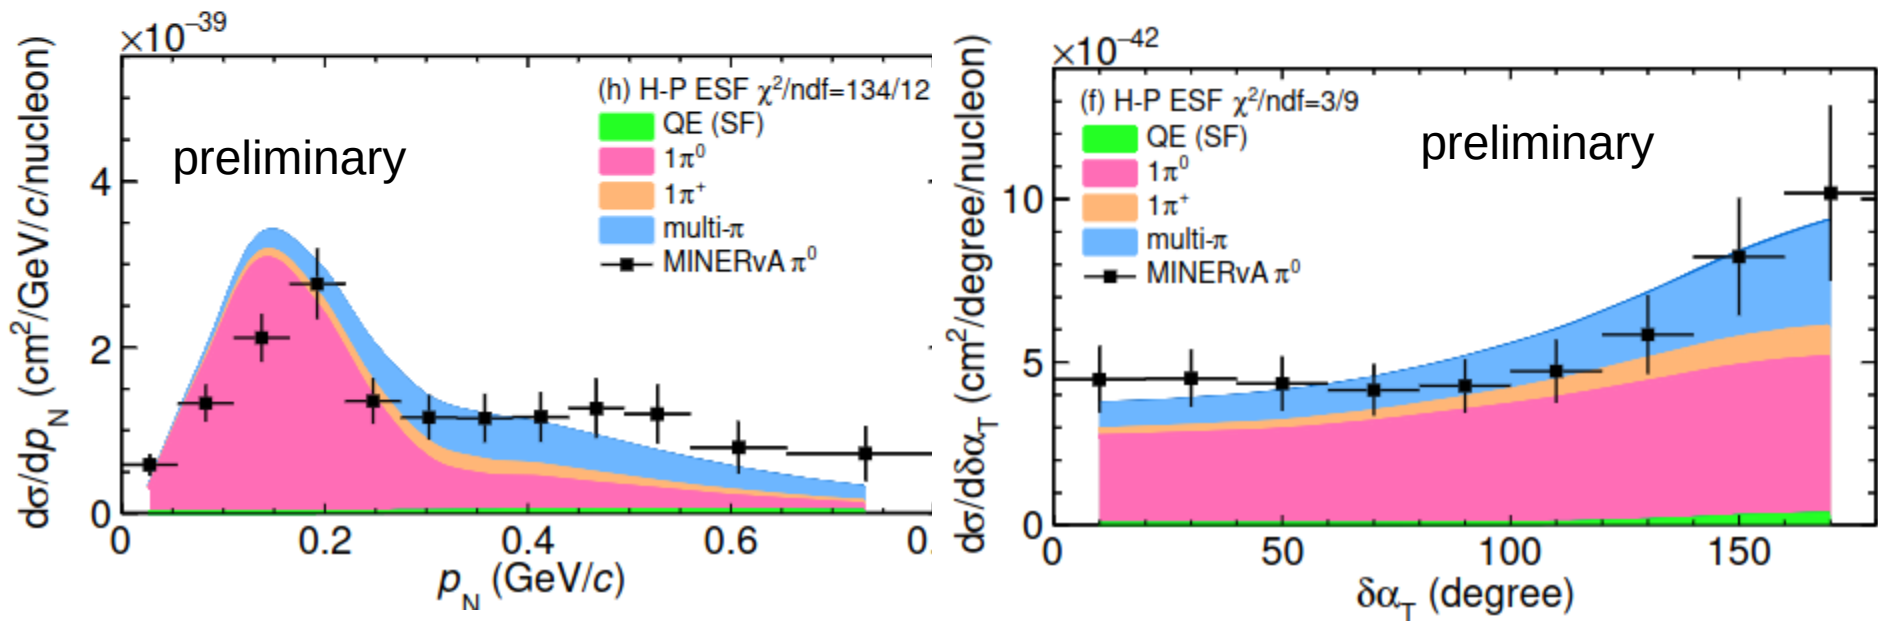 ×10⁻³⁹
(h) H-P ESF χ²/ndf=134/12
QE (SF)
1π⁰
1π⁺
multi-π
MINERvA π⁰
preliminary
4
2
0
0 0.2 0.4 0.6 0.
p_N (GeV/c)
dσ/dp_N (cm²/GeV/c/nucleon)
×10⁻⁴²
(f) H-P ESF χ²/ndf=3/9
QE (SF)
1π⁰
1π⁺
multi-π
MINERvA π⁰
preliminary
10
5
0
0 50 100 150
δα_T (degree)
dσ/dδα_T (cm²/degree/nucleon)